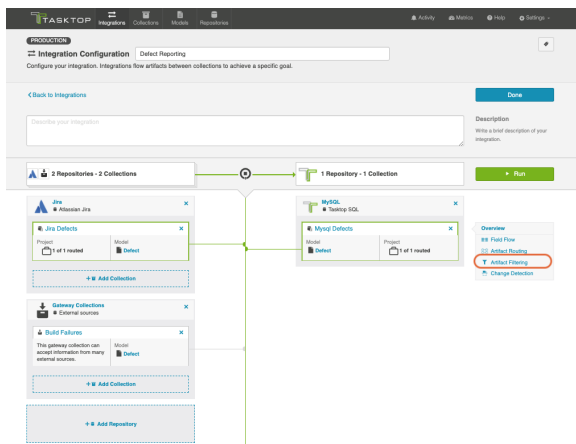 TASKTOP
Integrations
Collections
Models
Repositories
Activity
Metrics
Help
Settings
PRODUCTION
Integration Configuration
Defect Reporting
Configure your integration. Integrations flow artifacts between collections to achieve a specific goal.
Back to Integrations
Done
Describe your integration
Description
Write a brief description of your
integration.
2 Repositories - 2 Collections
1 Repository - 1 Collection
Run
Jira
Atlassian Jira
Jira Defects
Project
1 of 1 routed
Model
Defect
+ Add Collection
MySQL
Tasktop SQL
Mysql Defects
Model
Defect
Project
1 of 1 routed
Overview
Field Flow
Artifact Routing
Artifact Filtering
Change Detection
Gateway Collections
External sources
Build Failures
This gateway collection can
accept information from many
external sources.
Model
Defect
+ Add Collection
+ Add Repository